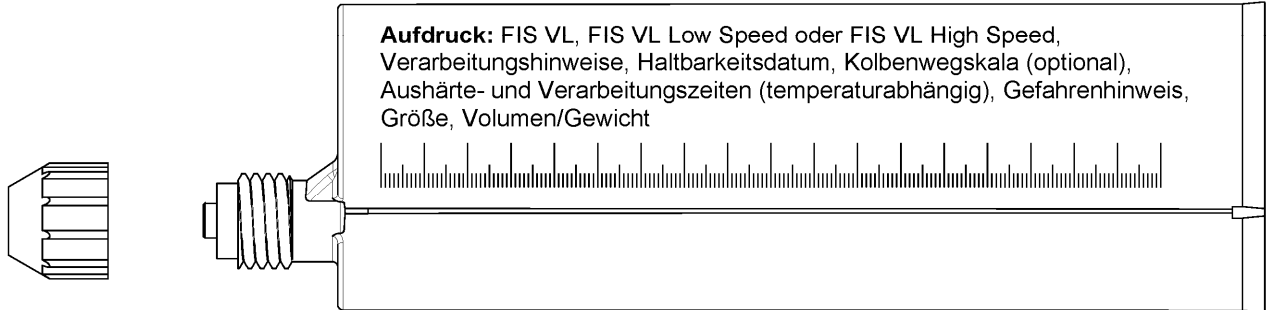 Aufdruck: FIS VL, FIS VL Low Speed oder FIS VL High Speed,
Verarbeitungshinweise, Haltbarkeitsdatum, Kolbenwegskala (optional),
Aushärte- und Verarbeitungszeiten (temperaturabhängig), Gefahrenhinweis,
Größe, Volumen/Gewicht